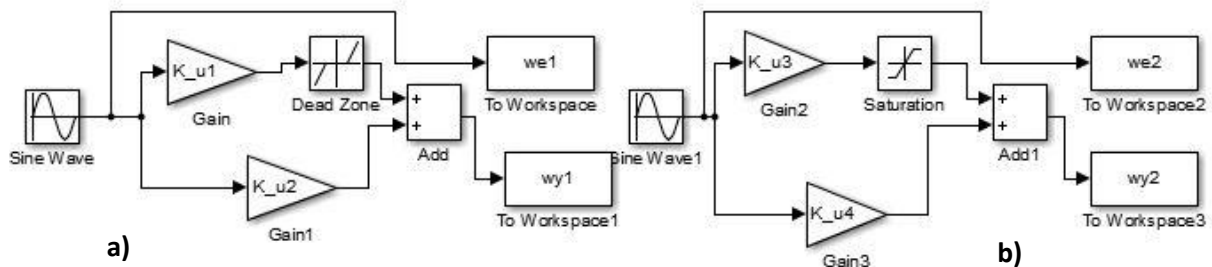 K_u1
we1
Dead Zone
To Workspace
Gain
Sine Wave
+
+
Add
K_u2
wy1
Gain1
To Workspace1
a)
K_u3
we2
Gain2
Saturation
To Workspace2
Sine Wave1
+
+
Add1
K_u4
wy2
Gain3
To Workspace3
b)